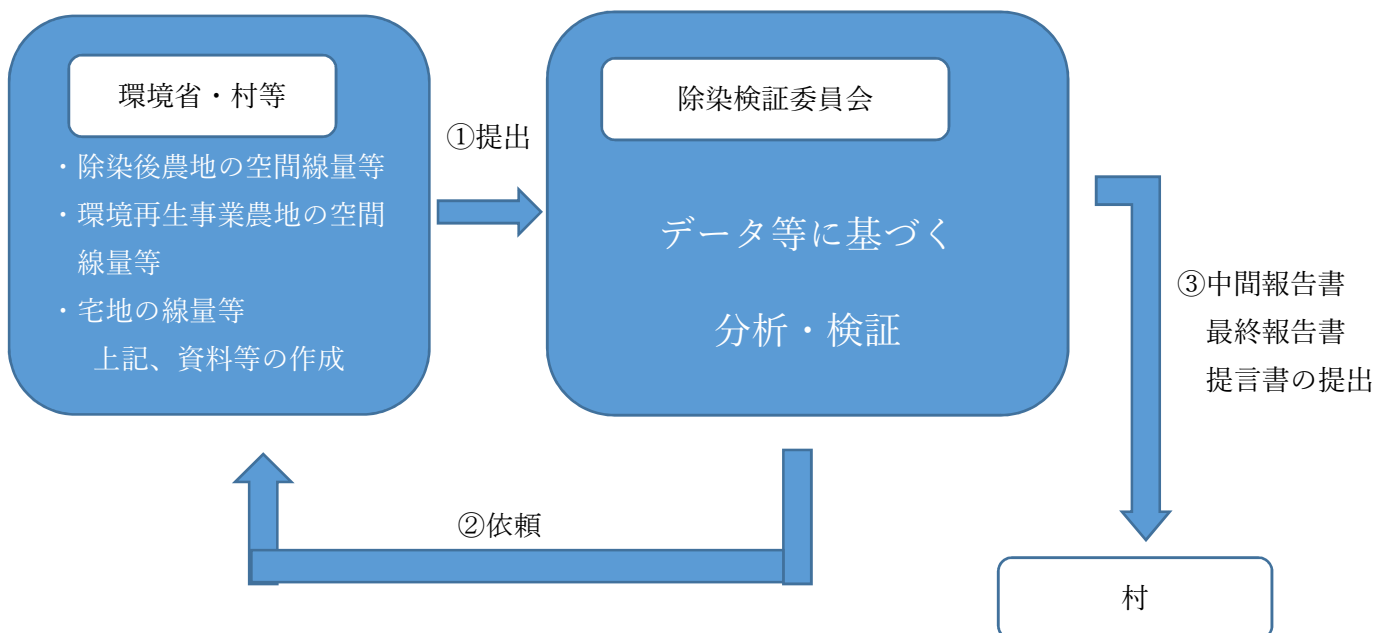 環境省・村等
・除染後農地の空間線量等
・環境再生事業農地の空間
線量等
・宅地の線量等
上記、資料等の作成
①提出
除染検証委員会
データ等に基づく
分析・検証
②依頼
③中間報告書
最終報告書
提言書の提出
村